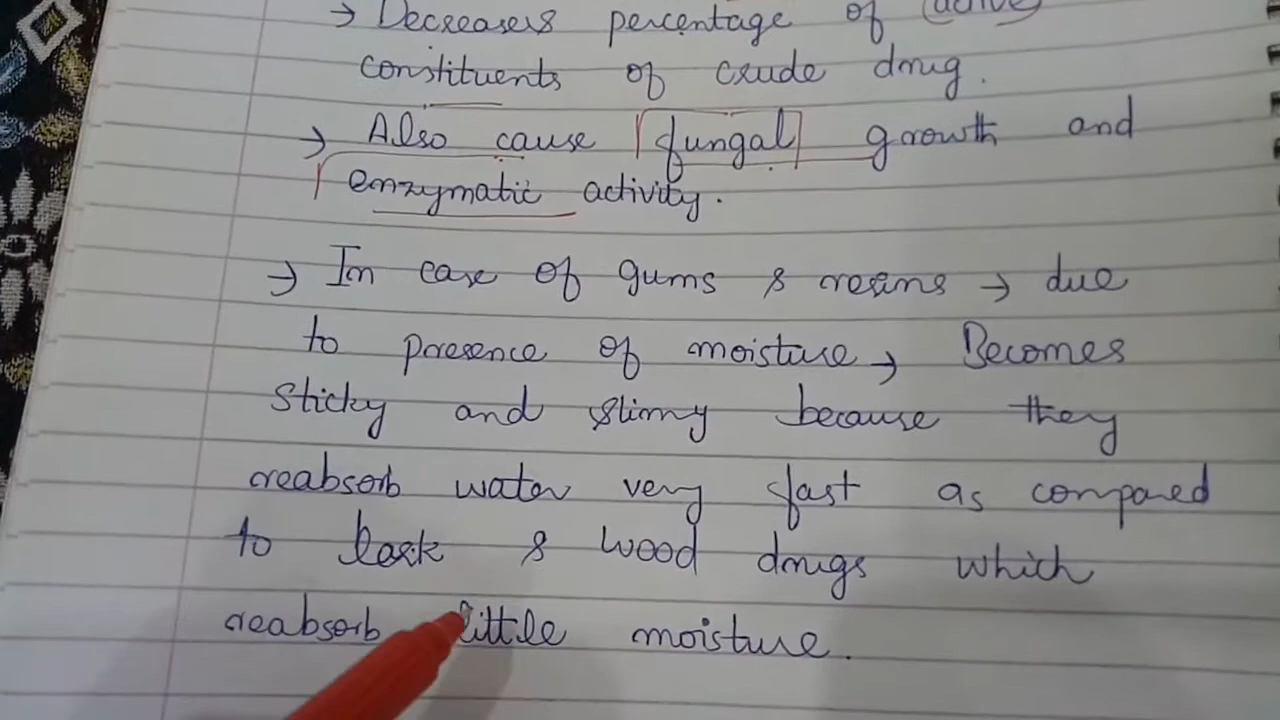 → Decreases percentage of (active)
constituents of crude drug.
→ Also cause fungal growth and
enzymatic activity.
→ In case of gums & resins → due
to presence of moisture → Becomes
sticky and slimy because they
reabsorb water very fast as compared
to bark & wood drugs which
reabsorb little moisture.